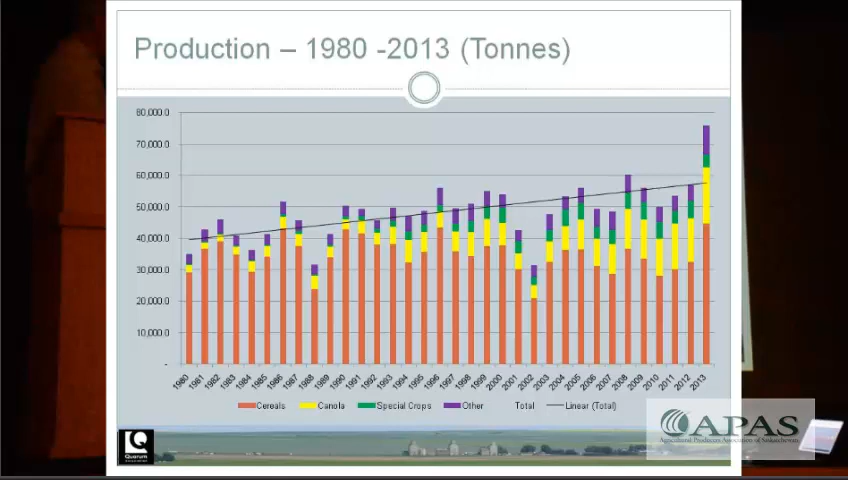 Production – 1980 -2013 (Tonnes)
80,000.0
70,000.0
60,000.0
50,000.0
40,000.0
30,000.0
20,000.0
10,000.0
-
1980 1981 1982 1983 1984 1985 1986 1987 1988 1989 1990 1991 1992 1993 1994 1995 1996 1997 1998 1999 2000 2001 2002 2003 2004 2005 2006 2007 2008 2009 2010 2011 2012 2013
Cereals Canola Special Crops Other Total Linear (Total)
APAS
Agricultural Producers Association of Saskatchewan
Quorum